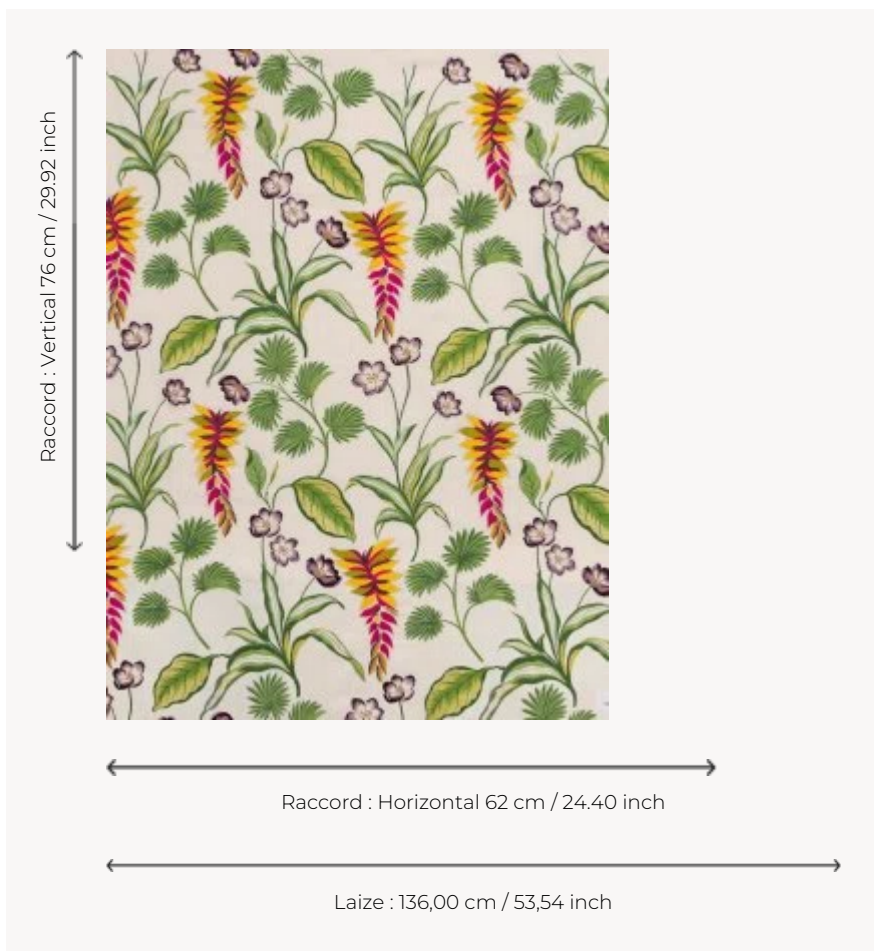 Raccord : Vertical 76 cm / 29.92 inch
Raccord : Horizontal 62 cm / 24.40 inch
Laize : 136,00 cm / 53,54 inch